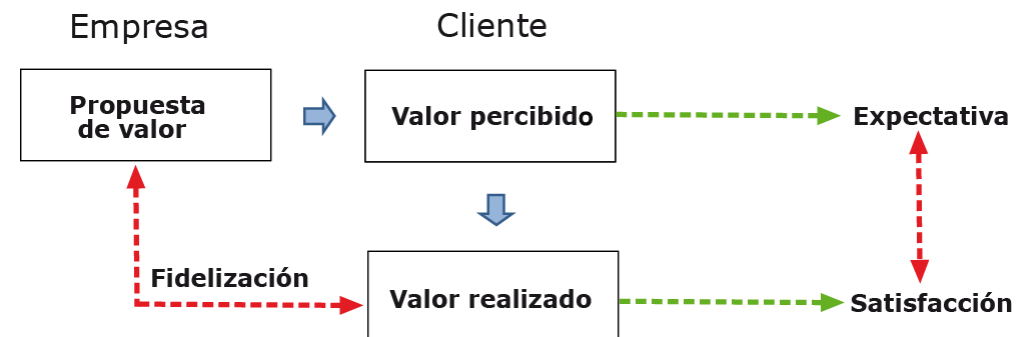 Empresa
Cliente
Propuesta
de valor
Valor percibido
Expectativa
Fidelización
Valor realizado
Satisfacción